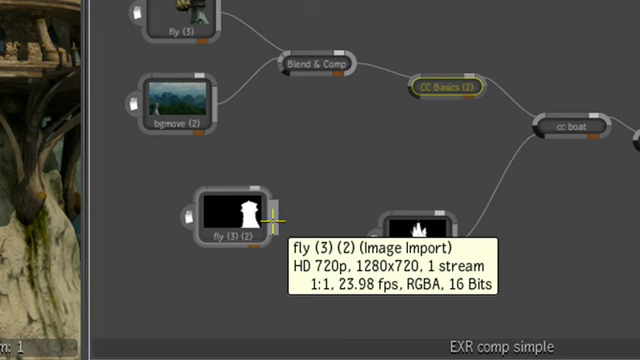 fly (3)
Blend & Comp
CC Basics (2)
bgmove (2)
cc boat
fly (3) (2)
fly (3) (2) (Image Import)
HD 720p, 1280x720, 1 stream
1:1, 23.98 fps, RGBA, 16 Bits
m: 1
EXR comp simple